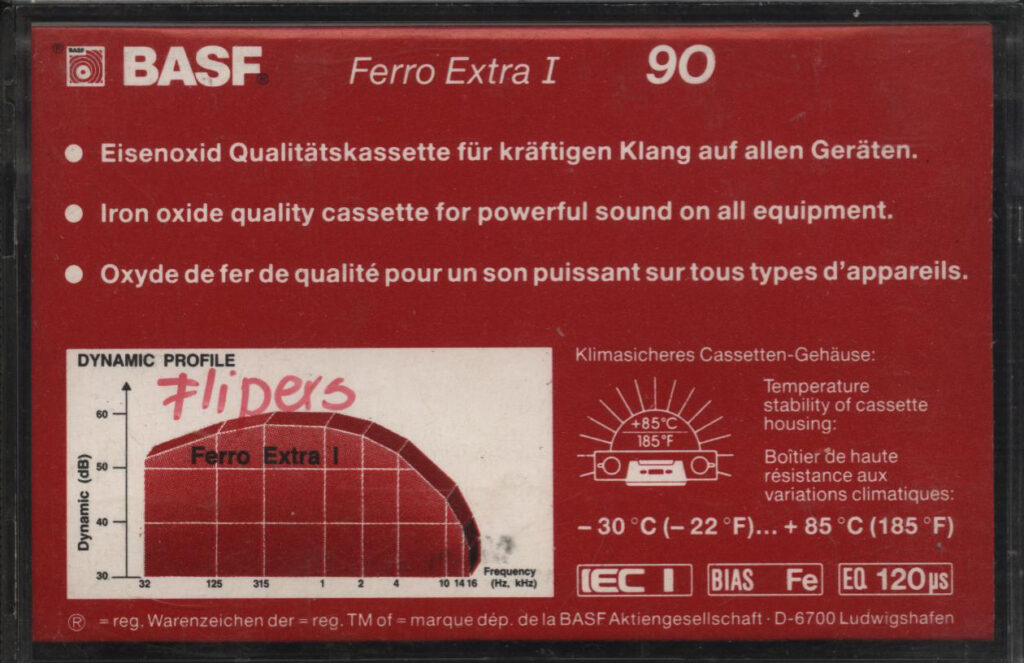 BASF
® BASF®
Ferro Extra I
90
● Eisenoxid Qualitätskassette für kräftigen Klang auf allen Geräten.
● Iron oxide quality cassette for powerful sound on all equipment.
● Oxyde de fer de qualité pour un son puissant sur tous types d'appareils.
DYNAMIC PROFILE
Flipers
Dynamic (dB)
60
50
40
30
Ferro Extra I
32 125 315 1 2 4 10 14 16
Frequency
(Hz, kHz)
Klimasicheres Cassetten-Gehäuse:
+85°C
185°F
Temperature
stability of cassette
housing:
Boîtier de haute
résistance aux
variations climatiques:
– 30 °C (– 22 °F)... + 85 °C (185 °F)
IEC I
BIAS Fe
EQ 120 µs
® = reg. Warenzeichen der = reg. TM of = marque dép. de la BASF Aktiengesellschaft · D-6700 Ludwigshafen